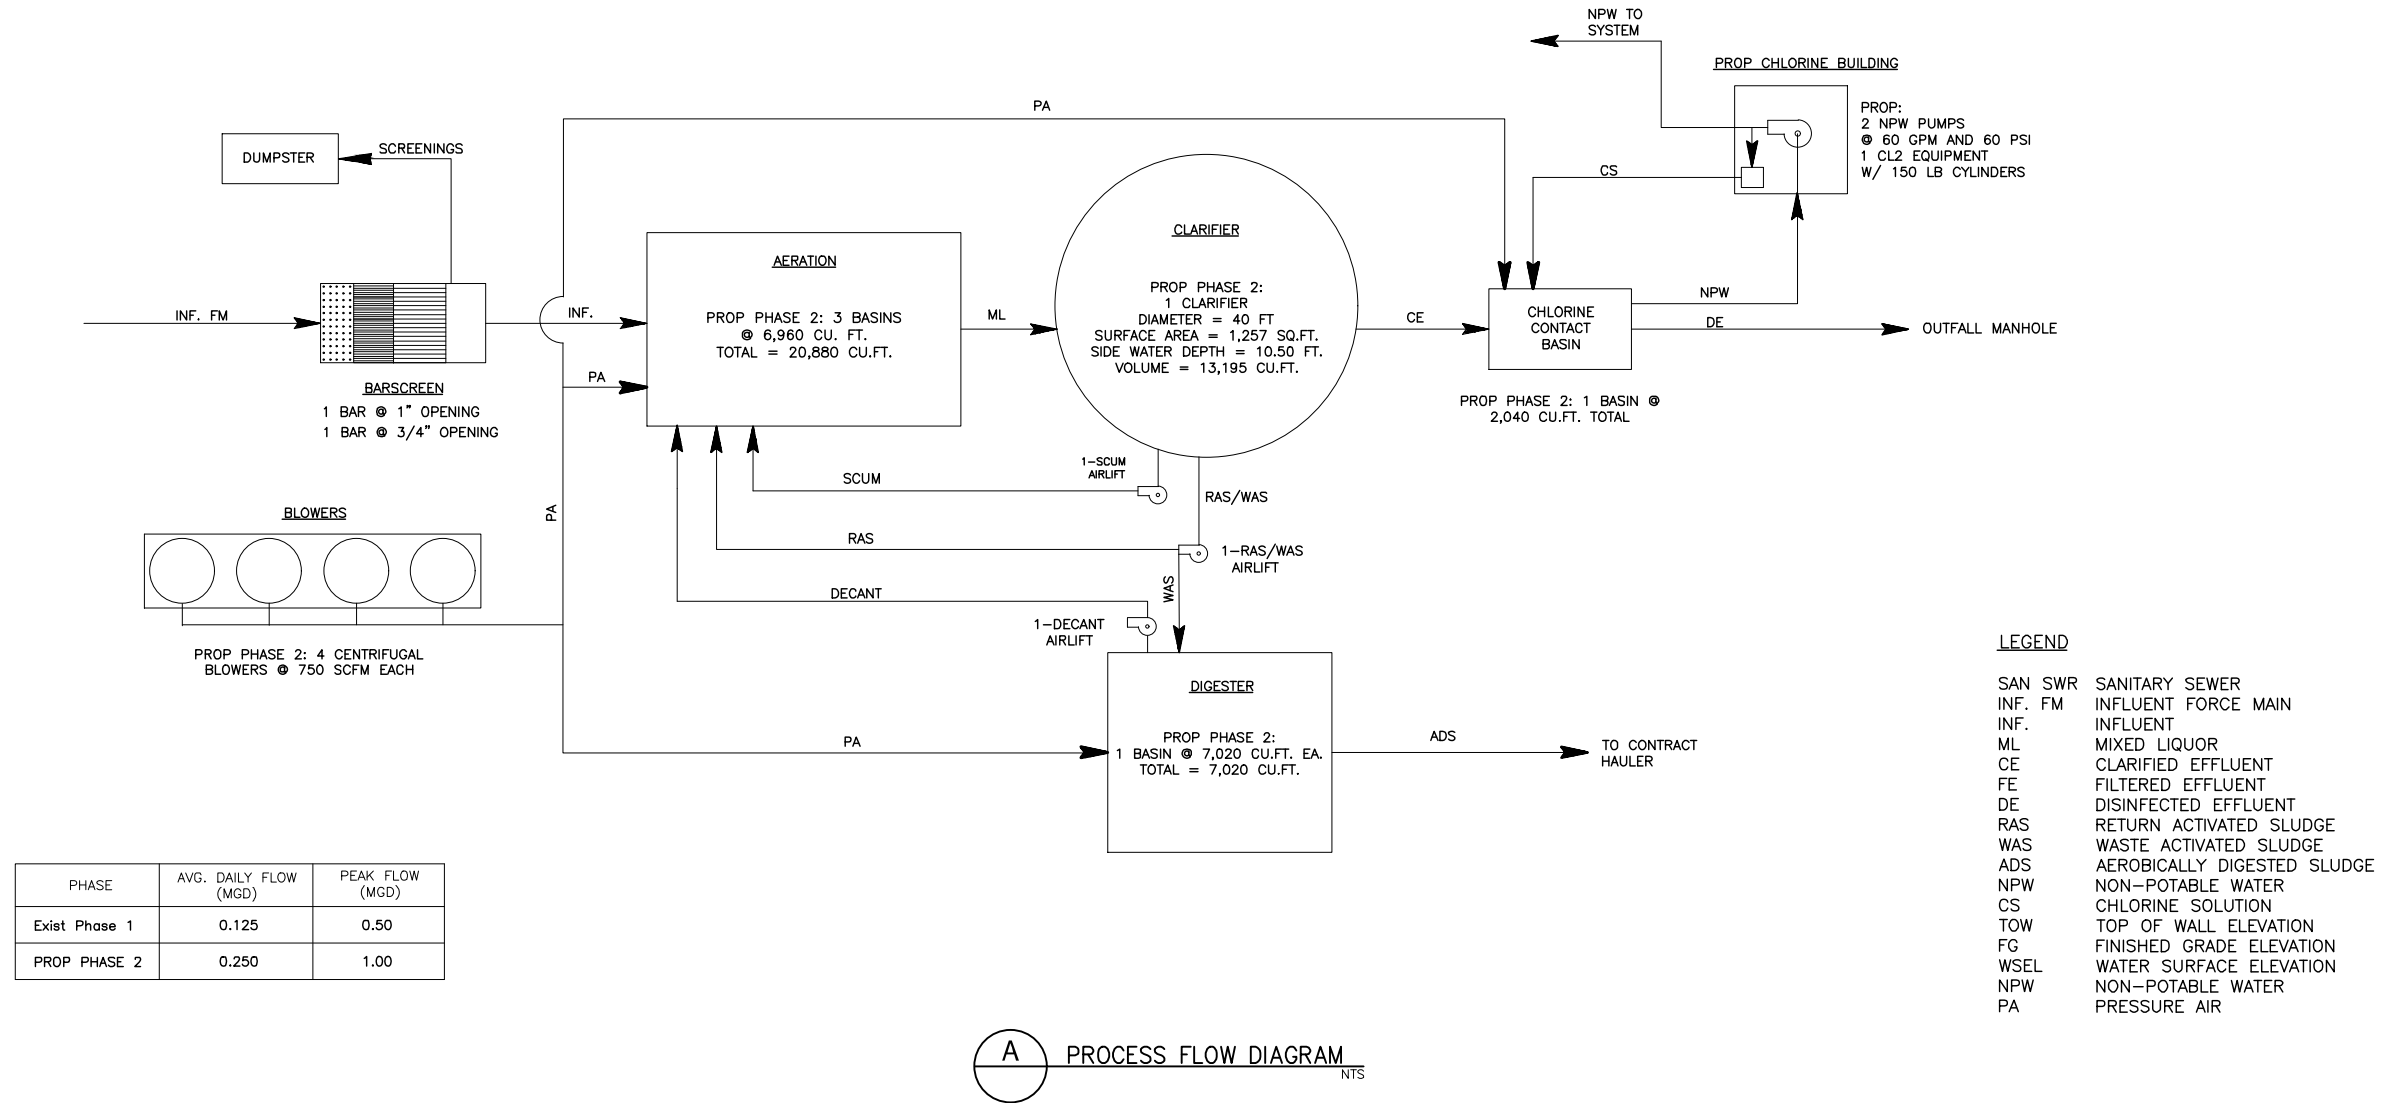 NPW TO
SYSTEM
PROP CHLORINE BUILDING
PROP:
2 NPW PUMPS
@ 60 GPM AND 60 PSI
1 CL2 EQUIPMENT
W/ 150 LB CYLINDERS
PA
DUMPSTER
SCREENINGS
CS
INF. FM
BARSCREEN
1 BAR @ 1" OPENING
1 BAR @ 3/4" OPENING
INF.
PA
AERATION
PROP PHASE 2: 3 BASINS
@ 6,960 CU. FT.
TOTAL = 20,880 CU.FT.
ML
CLARIFIER
PROP PHASE 2:
1 CLARIFIER
DIAMETER = 40 FT
SURFACE AREA = 1,257 SQ.FT.
SIDE WATER DEPTH = 10.50 FT.
VOLUME = 13,195 CU.FT.
CE
CHLORINE
CONTACT
BASIN
NPW
DE
OUTFALL MANHOLE
PROP PHASE 2: 1 BASIN @
2,040 CU.FT. TOTAL
1-SCUM
AIRLIFT
SCUM
RAS/WAS
RAS
1-RAS/WAS
AIRLIFT
WAS
DECANT
1-DECANT
AIRLIFT
PA
BLOWERS
PROP PHASE 2: 4 CENTRIFUGAL
BLOWERS @ 750 SCFM EACH
PA
DIGESTER
PROP PHASE 2:
1 BASIN @ 7,020 CU.FT. EA.
TOTAL = 7,020 CU.FT.
ADS
TO CONTRACT
HAULER
LEGEND
SAN SWR SANITARY SEWER
INF. FM INFLUENT FORCE MAIN
INF. INFLUENT
ML MIXED LIQUOR
CE CLARIFIED EFFLUENT
FE FILTERED EFFLUENT
DE DISINFECTED EFFLUENT
RAS RETURN ACTIVATED SLUDGE
WAS WASTE ACTIVATED SLUDGE
ADS AEROBICALLY DIGESTED SLUDGE
NPW NON-POTABLE WATER
CS CHLORINE SOLUTION
TOW TOP OF WALL ELEVATION
FG FINISHED GRADE ELEVATION
WSEL WATER SURFACE ELEVATION
NPW NON-POTABLE WATER
PA PRESSURE AIR
PHASE AVG. DAILY FLOW (MGD) PEAK FLOW (MGD)
Exist Phase 1 0.125 0.50
PROP PHASE 2 0.250 1.00
A PROCESS FLOW DIAGRAM
NTS